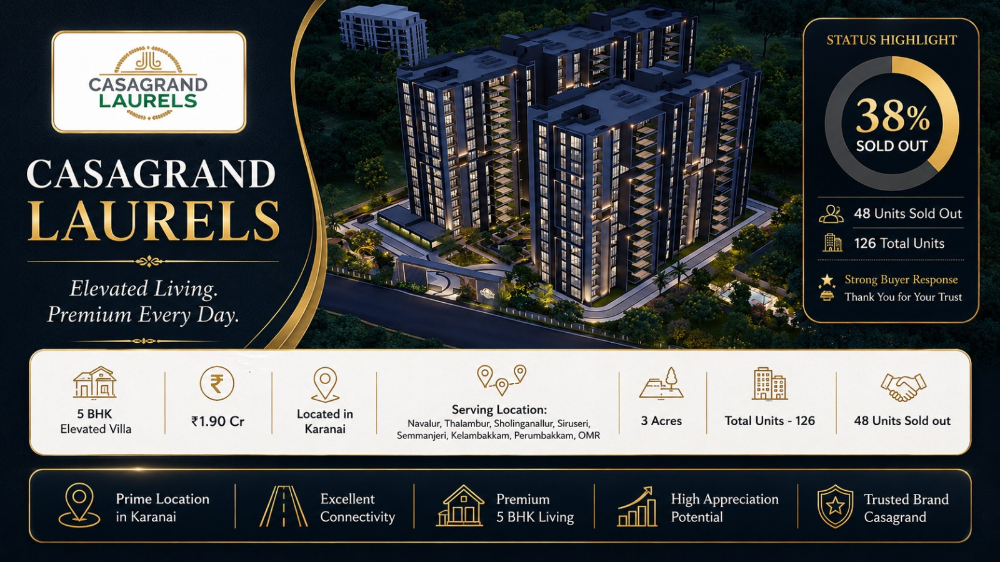 CASAGRAND
LAURELS
CASAGRAND
LAURELS
Elevated Living.
Premium Every Day.
STATUS HIGHLIGHT
38%
SOLD OUT
48 Units Sold Out
126 Total Units
Strong Buyer Response
Thank You for Your Trust
5 BHK
Elevated Villa
₹
₹1.90 Cr
Located in
Karanai
Serving Location:
Navalur, Thalambur, Sholinganallur, Siruseri,
Semmanjeri, Kelambakkam, Perumbakkam, OMR
3 Acres
Total Units - 126
48 Units Sold out
Prime Location
in Karanai
Excellent
Connectivity
Premium
5 BHK Living
High Appreciation
Potential
Trusted Brand
Casagrand